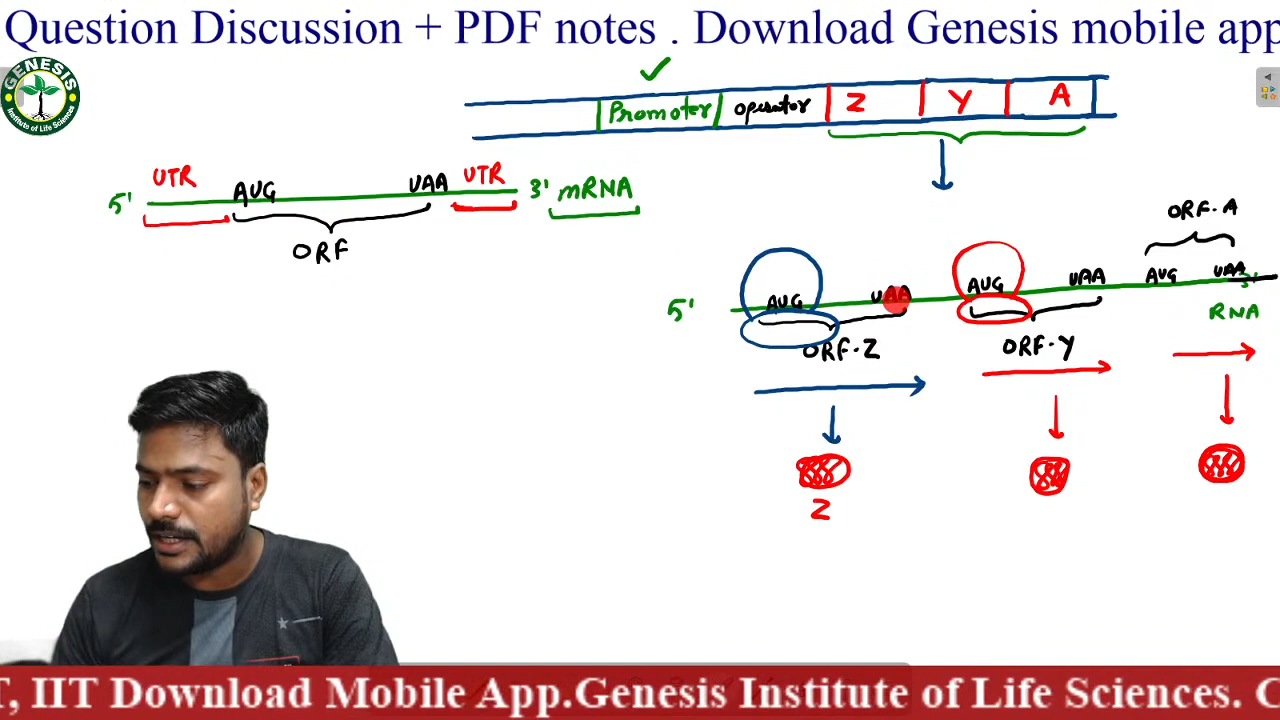 Question Discussion + PDF notes . Download Genesis mobile app
GENESIS
Institute of Life Sciences
Promoter operator Z Y A
UTR AUG UAA UTR
5' 3' mRNA
ORF
ORF-A
AUG UAA AUG UAA AUG UAA 3'
5' RNA
ORF-Z ORF-Y
Z
T, IIT Download Mobile App.Genesis Institute of Life Sciences. C